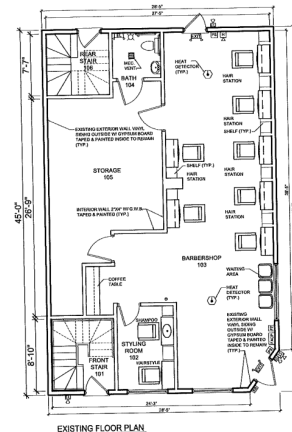 28'-5"
27'-5"
EXIT
REAR
STAIR
106
MEC.
VENT.
BATH
104
HEAT
DETECTOR
(TYP.)
HAIR
STATION
7'-7"
HAIR
STATION
SHELF (TYP.)
EXISTING EXTERIOR WALL VINYL
SIDING OUTSIDE W/ GYPSUM BOARD
TAPED & PAINTED INSIDE TO REMAIN
(TYP.)
HAIR
STATION
SHELF (TYP.)
HAIR
STATION
HAIR
STATION
STORAGE
105
45'-0"
26'-9"
INTERIOR WALL 2"X4" W/G.W.B.
TAPED & PAINTED (TYP.)
HAIR
STATION
BARBERSHOP
103
WAITING
AREA
COFFEE
TABLE
HEAT
DETECTOR
(TYP.)
EXISTING
EXTERIOR WALL
VINYL SIDING
OUTSIDE W/
GYPSUM BOARD
TAPED & PAINTED
INSIDE TO REMAIN
(TYP.)
SHAMPOO
STYLING
ROOM
102
8'-10"
FRONT
STAIR
101
HAIRSTYLE
24'-3"
28'-5"
EXISTING FLOOR PLAN